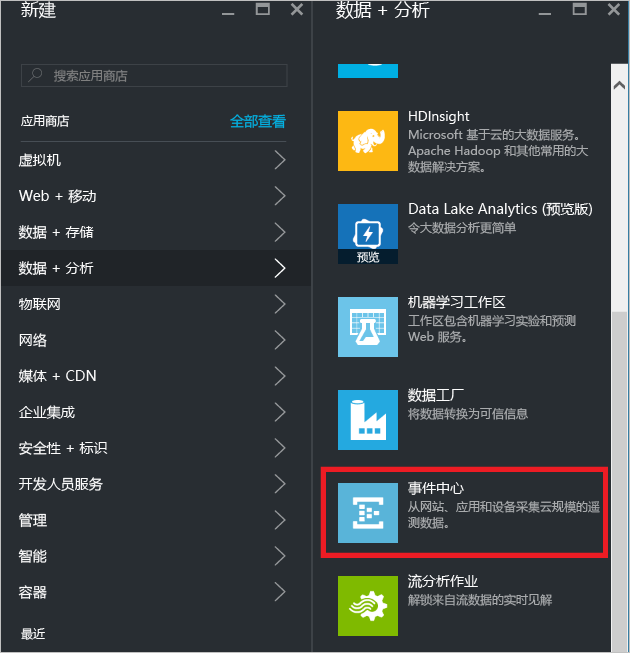 新建
搜索应用商店
应用商店 全部查看
虚拟机
Web + 移动
数据 + 存储
数据 + 分析
物联网
网络
媒体 + CDN
企业集成
安全性 + 标识
开发人员服务
管理
智能
容器
最近
数据 + 分析
HDInsight
Microsoft 基于云的大数据服务。
Apache Hadoop 和其他常用的大
数据解决方案。
Data Lake Analytics (预览版)
令大数据分析更简单
预览
机器学习工作区
工作区包含机器学习实验和预测
Web 服务。
数据工厂
将数据转换为可信信息
事件中心
从网站、应用和设备采集云规模的遥
测数据。
流分析作业
解锁来自流数据的实时见解